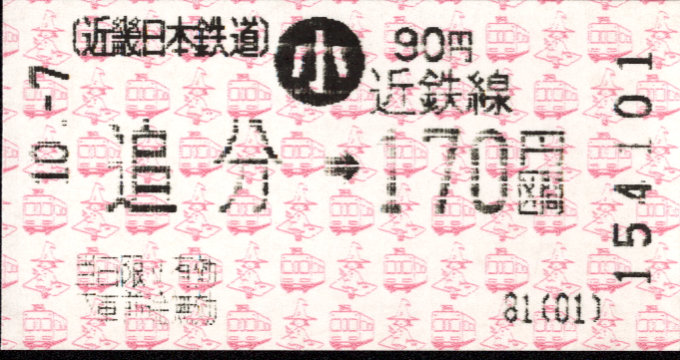 (近畿日本鉄道) 小 90円
近鉄線
追分→170円区間
10.-7
154101
81(01)